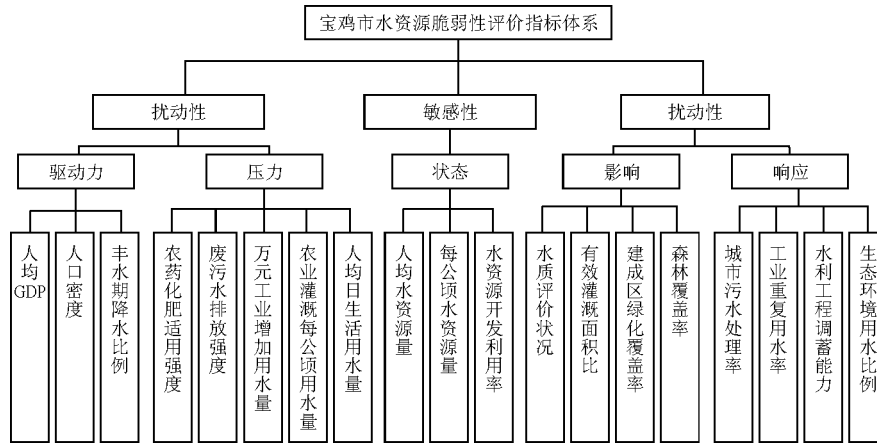 宝鸡市水资源脆弱性评价指标体系
扰动性
敏感性
扰动性
驱动力
压力
状态
影响
响应
人均GDP
人口密度
丰水期降水比例
农药化肥适用强度
废污水排放强度
万元工业增加用水量
农业灌溉每公顷用水量
人均日生活用水量
人均水资源量
每公顷水资源量
水资源开发利用率
水质评价状况
有效灌溉面积比
建成区绿化覆盖率
森林覆盖率
城市污水处理率
工业重复用水率
水利工程调蓄能力
生态环境用水比例